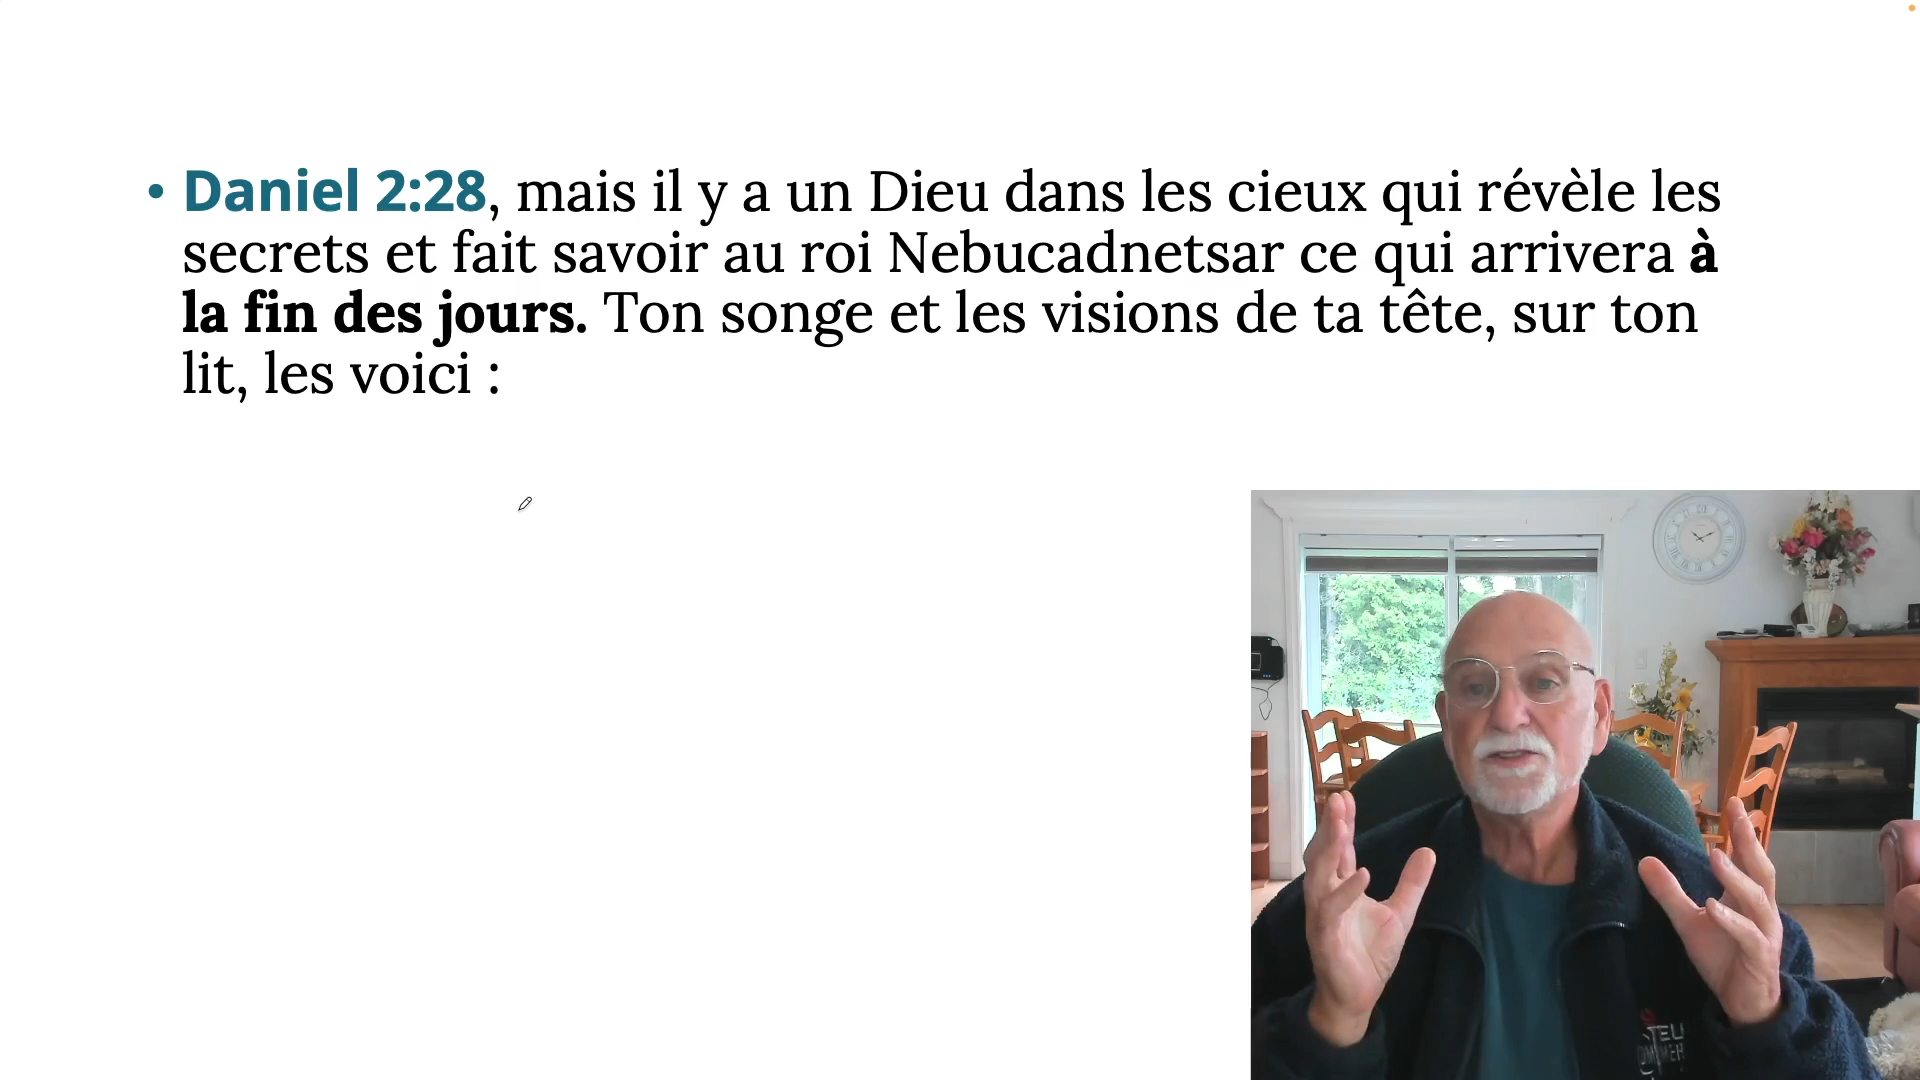 • Daniel 2:28, mais il y a un Dieu dans les cieux qui révèle les
secrets et fait savoir au roi Nebucadnetsar ce qui arrivera à
la fin des jours. Ton songe et les visions de ta tête, sur ton
lit, les voici :